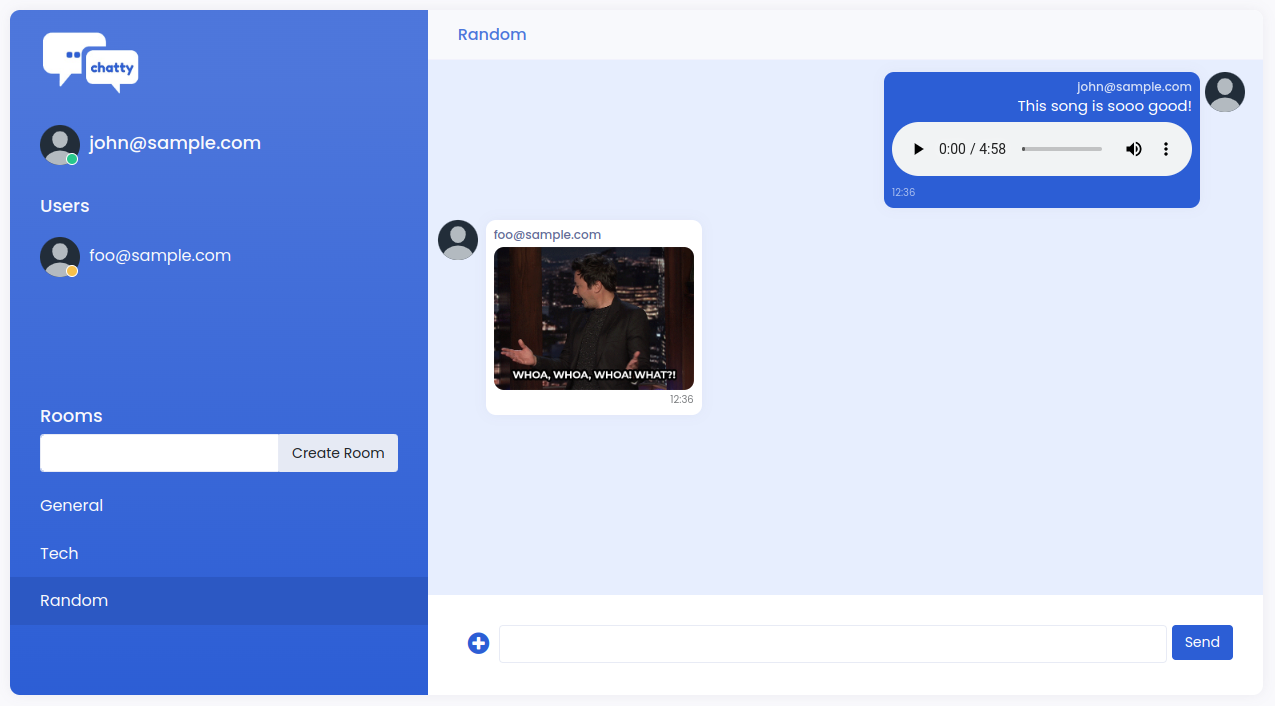 chatty
john@sample.com
Users
foo@sample.com
Rooms
Create Room
General
Tech
Random
Random
john@sample.com
This song is sooo good!
0:00 / 4:58
12:36
foo@sample.com
WHOA, WHOA, WHOA! WHAT?!
12:36
Send